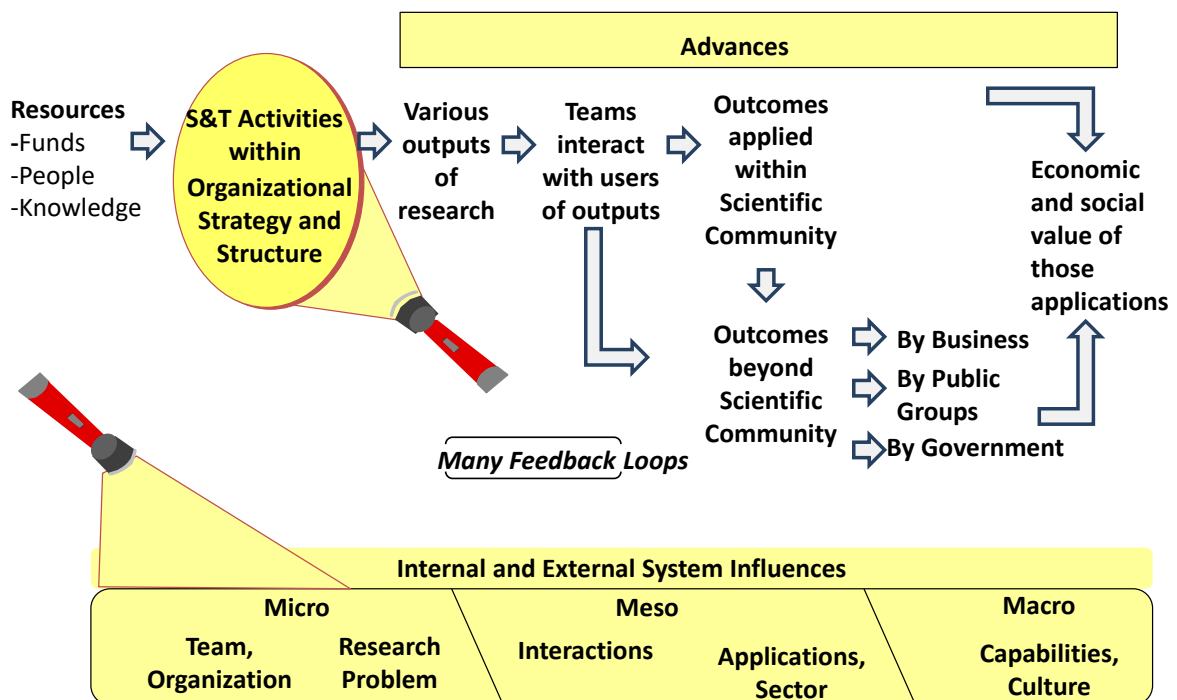 Advances
Resources
-Funds
-People
-Knowledge
S&T Activities
within
Organizational
Strategy and
Structure
Various
outputs
of
research
Teams
interact
with users
of outputs
Outcomes
applied
within
Scientific
Community
Economic
and social
value of
those
applications
Outcomes
beyond
Scientific
Community
By Business
By Public
Groups
By Government
Many Feedback Loops
Internal and External System Influences
Micro
Team,
Organization
Research
Problem
Meso
Interactions
Applications,
Sector
Macro
Capabilities,
Culture